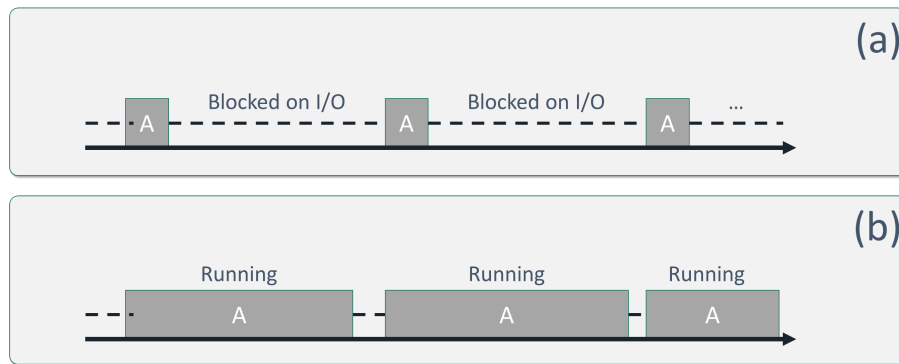 (a)
Blocked on I/O Blocked on I/O ...
A A A
(b)
Running Running Running
A A A